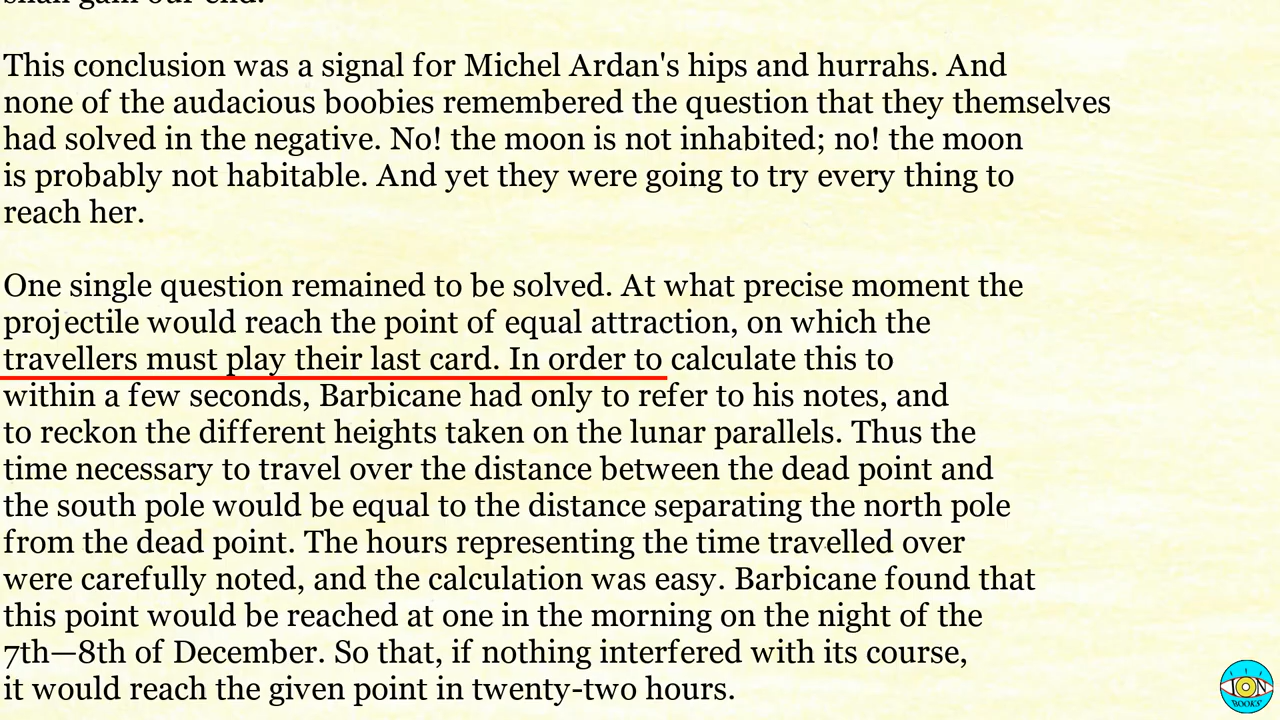 shall gain our end.
This conclusion was a signal for Michel Ardan's hips and hurrahs. And
none of the audacious boobies remembered the question that they themselves
had solved in the negative. No! the moon is not inhabited; no! the moon
is probably not habitable. And yet they were going to try every thing to
reach her.
One single question remained to be solved. At what precise moment the
projectile would reach the point of equal attraction, on which the
travellers must play their last card. In order to calculate this to
within a few seconds, Barbicane had only to refer to his notes, and
to reckon the different heights taken on the lunar parallels. Thus the
time necessary to travel over the distance between the dead point and
the south pole would be equal to the distance separating the north pole
from the dead point. The hours representing the time travelled over
were carefully noted, and the calculation was easy. Barbicane found that
this point would be reached at one in the morning on the night of the
7th—8th of December. So that, if nothing interfered with its course,
it would reach the given point in twenty-two hours.
ION
BOOKS